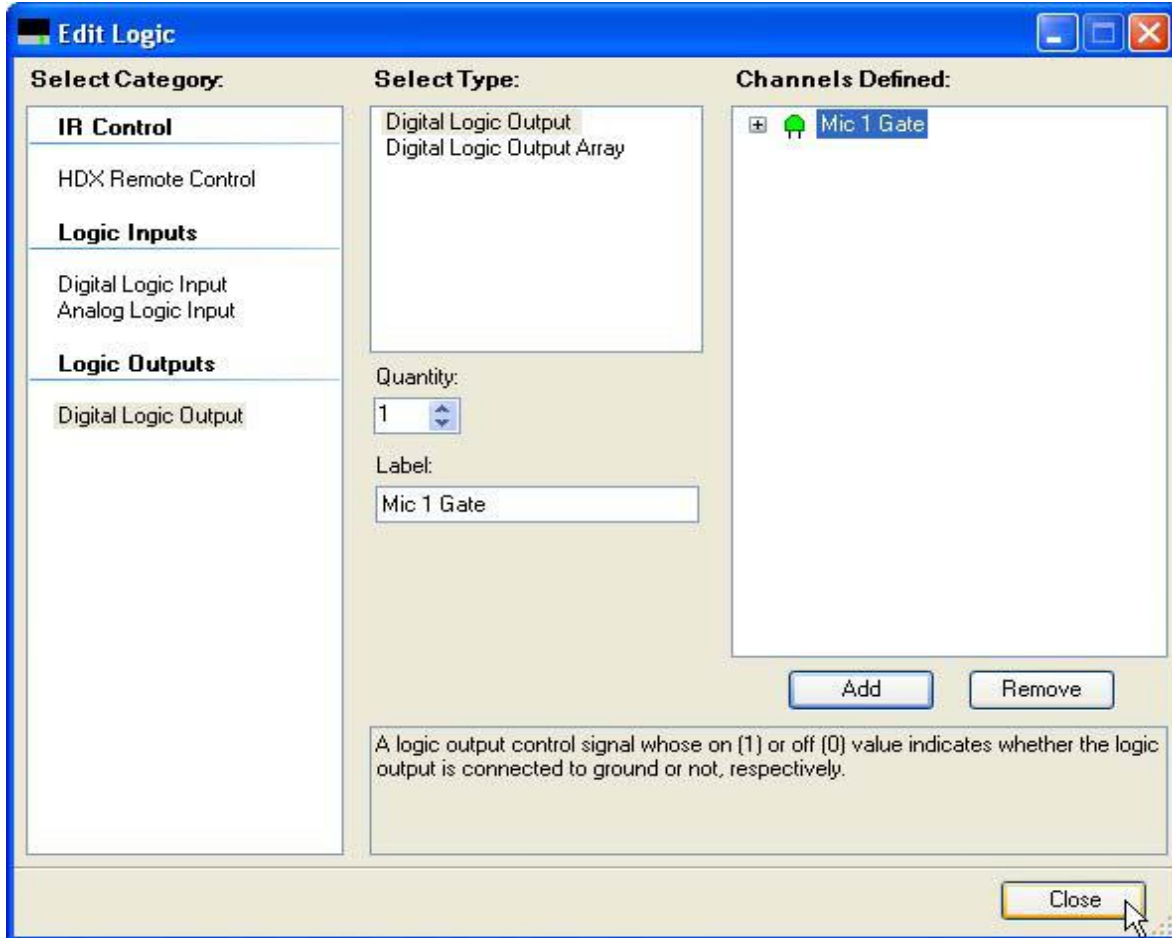 Edit Logic
Select Category:
IR Control
HDX Remote Control
Logic Inputs
Digital Logic Input
Analog Logic Input
Logic Outputs
Digital Logic Output
Select Type:
Digital Logic Output
Digital Logic Output Array
Quantity:
1
Label:
Mic 1 Gate
Channels Defined:
Mic 1 Gate
Add
Remove
A logic output control signal whose on (1) or off (0) value indicates whether the logic
output is connected to ground or not, respectively.
Close